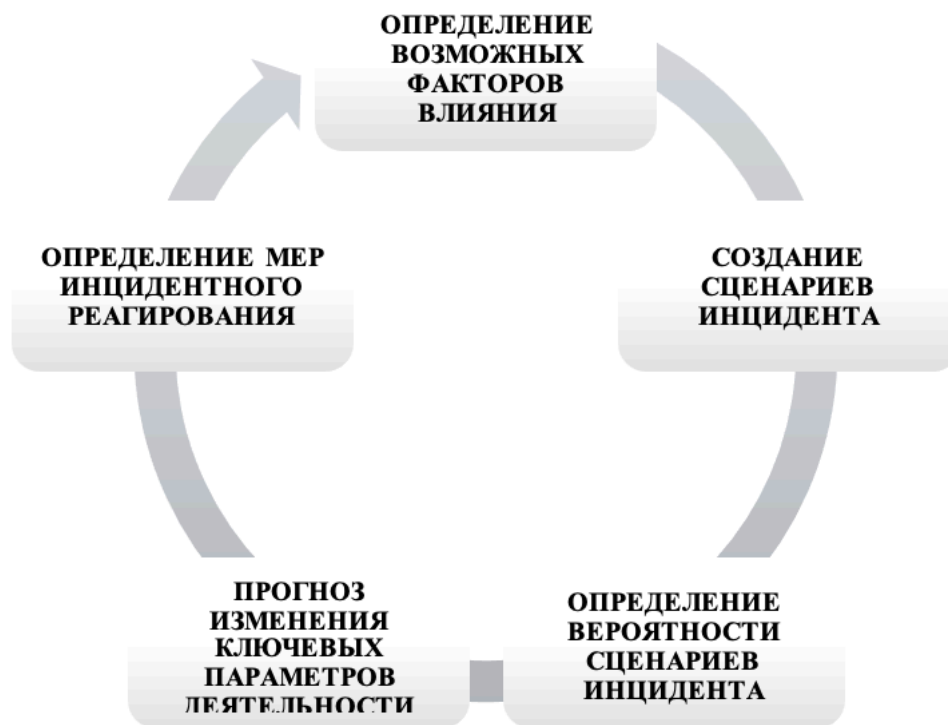 ОПРЕДЕЛЕНИЕ
ВОЗМОЖНЫХ
ФАКТОРОВ
ВЛИЯНИЯ
СОЗДАНИЕ
СЦЕНАРИЕВ
ИНЦИДЕНТА
ОПРЕДЕЛЕНИЕ
ВЕРОЯТНОСТИ
СЦЕНАРИЕВ
ИНЦИДЕНТА
ПРОГНОЗ
ИЗМЕНЕНИЯ
КЛЮЧЕВЫХ
ПАРАМЕТРОВ
ДЕЯТЕЛЬНОСТИ
ОПРЕДЕЛЕНИЕ МЕР
ИНЦИДЕНТНОГО
РЕАГИРОВАНИЯ